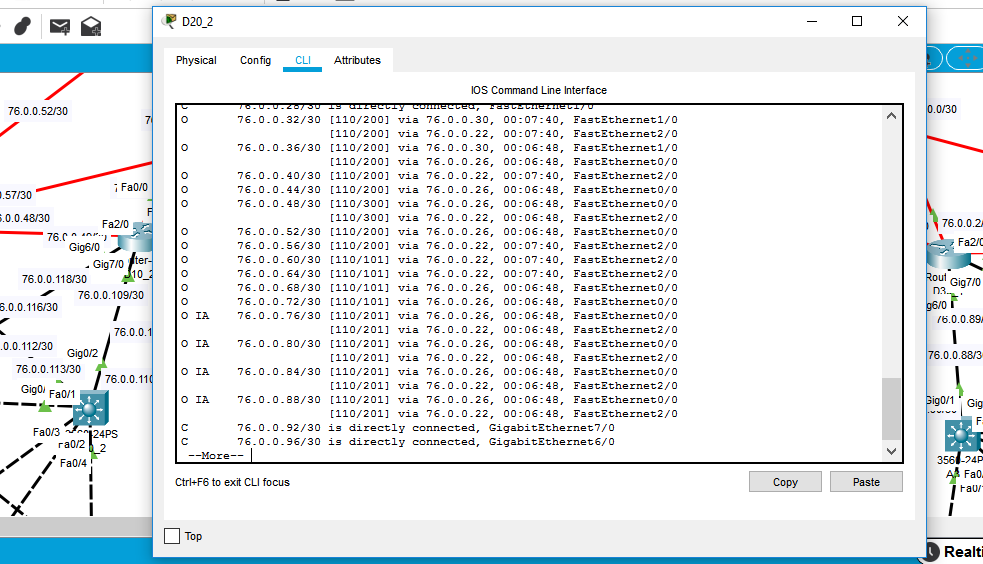 D20_2
Physical
Config
CLI
Attributes
IOS Command Line Interface
C 76.0.0.28/30 is directly connected, FastEthernet1/0
O 76.0.0.32/30 [110/200] via 76.0.0.30, 00:07:40, FastEthernet1/0
[110/200] via 76.0.0.22, 00:07:40, FastEthernet2/0
O 76.0.0.36/30 [110/200] via 76.0.0.30, 00:06:48, FastEthernet1/0
[110/200] via 76.0.0.26, 00:06:48, FastEthernet0/0
O 76.0.0.40/30 [110/200] via 76.0.0.22, 00:07:40, FastEthernet2/0
O 76.0.0.44/30 [110/200] via 76.0.0.26, 00:06:48, FastEthernet0/0
O 76.0.0.48/30 [110/300] via 76.0.0.26, 00:06:48, FastEthernet0/0
[110/300] via 76.0.0.22, 00:06:48, FastEthernet2/0
O 76.0.0.52/30 [110/200] via 76.0.0.26, 00:06:48, FastEthernet0/0
O 76.0.0.56/30 [110/200] via 76.0.0.22, 00:07:40, FastEthernet2/0
O 76.0.0.60/30 [110/101] via 76.0.0.22, 00:07:40, FastEthernet2/0
O 76.0.0.64/30 [110/101] via 76.0.0.22, 00:07:40, FastEthernet2/0
O 76.0.0.68/30 [110/101] via 76.0.0.26, 00:06:48, FastEthernet0/0
O 76.0.0.72/30 [110/101] via 76.0.0.26, 00:06:48, FastEthernet0/0
O IA 76.0.0.76/30 [110/201] via 76.0.0.26, 00:06:48, FastEthernet0/0
[110/201] via 76.0.0.22, 00:06:48, FastEthernet2/0
O IA 76.0.0.80/30 [110/201] via 76.0.0.26, 00:06:48, FastEthernet0/0
[110/201] via 76.0.0.22, 00:06:48, FastEthernet2/0
O IA 76.0.0.84/30 [110/201] via 76.0.0.26, 00:06:48, FastEthernet0/0
[110/201] via 76.0.0.22, 00:06:48, FastEthernet2/0
O IA 76.0.0.88/30 [110/201] via 76.0.0.26, 00:06:48, FastEthernet0/0
[110/201] via 76.0.0.22, 00:06:48, FastEthernet2/0
C 76.0.0.92/30 is directly connected, GigabitEthernet7/0
C 76.0.0.96/30 is directly connected, GigabitEthernet6/0
--More--
Ctrl+F6 to exit CLI focus
Copy
Paste
Top
76.0.0.52/30
Fa0/0
0.57/30
6.0.0.48/30
Fa2/0
Gig6/0
Gig7/0
10_2
76.0.0.118/30
76.0.0.109/30
6.0.0.116/30
76.0.0.1
0.0.112/30
Gig0/2
76.0.0.113/30
76.0.0.110
Gig0/
Fa0/1
Fa0/3
24PS
Fa0/2
_2
Fa0/4
0.0/30
76.0.0.2/
Fa2/0
Rout
Gig7/0
D3
g6/0
76.0.0.89/
76.0.0.88/3
Gig0/1
Gig
3560-24P
Fa0/
Fa0/
Realti